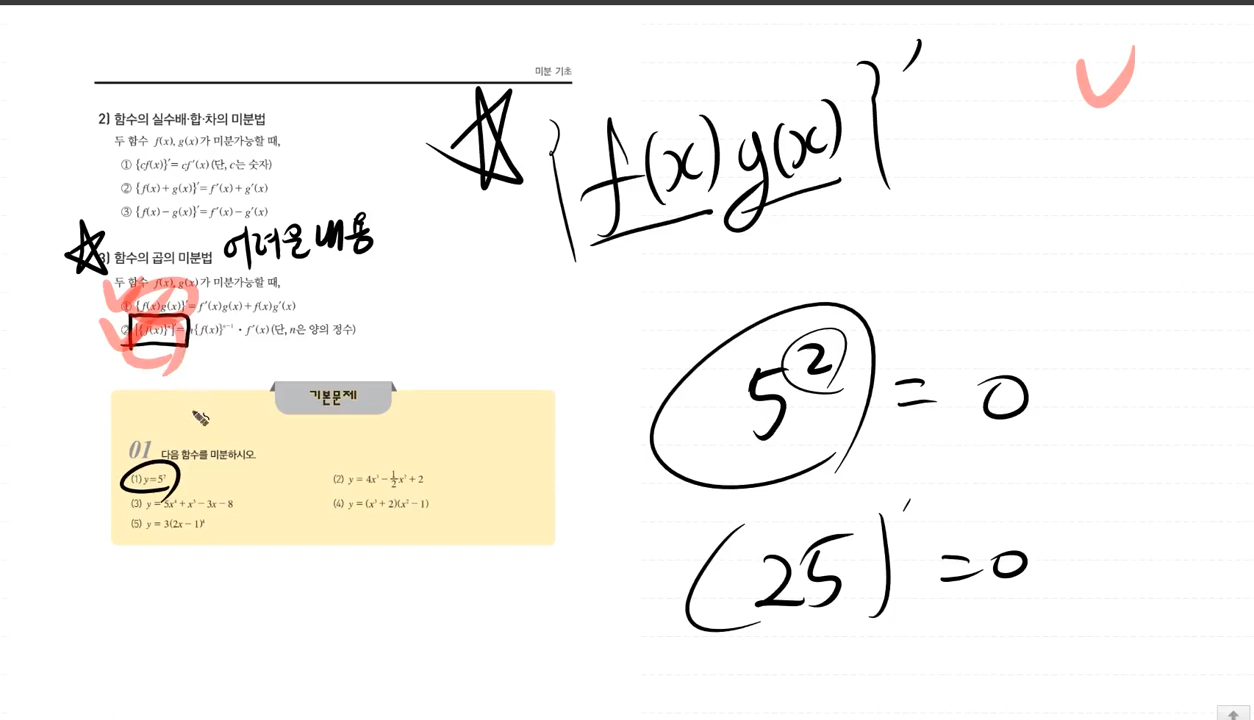 미분 기초
2) 함수의 실수배·합·차의 미분법
두 함수 f(x), g(x)가 미분가능할 때,
① {cf(x)}′= cf′(x) (단, c는 숫자)
② {f(x)+g(x)}′= f′(x)+g′(x)
③ {f(x)−g(x)}′= f′(x)−g′(x)
3) 함수의 곱의 미분법 어려운 내용
두 함수 f(x), g(x)가 미분가능할 때,
① {f(x)g(x)}′= f′(x)g(x)+f(x)g′(x)
② [{f(x)}ⁿ]′= n{f(x)}ⁿ⁻¹ · f′(x) (단, n은 양의 정수)
기본문제
01 다음 함수를 미분하시오.
(1) y=5² (2) y = 4x³ − 1/2x² + 2
(3) y = 5x⁴ + x³ − 3x − 8 (4) y = (x³ + 2)(x² − 1)
(5) y = 3(2x − 1)⁴
{f(x) g(x)}′
5² = 0
(25)′ = 0